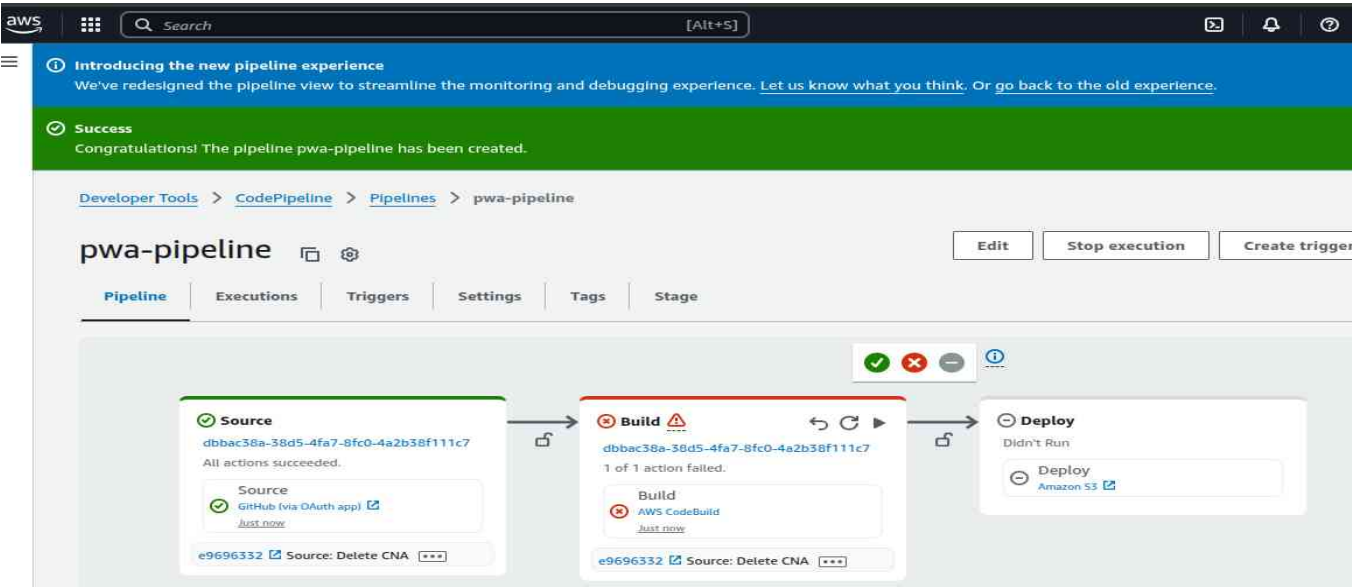 aws
Search [Alt+S]
Introducing the new pipeline experience
We've redesigned the pipeline view to streamline the monitoring and debugging experience. Let us know what you think. Or go back to the old experience.
Success
Congratulations! The pipeline pwa-pipeline has been created.
Developer Tools > CodePipeline > Pipelines > pwa-pipeline
pwa-pipeline
Edit Stop execution Create trigger
Pipeline Executions Triggers Settings Tags Stage
Source
dbbac38a-38d5-4fa7-8fc0-4a2b38f111c7
All actions succeeded.
Source
GitHub (via OAuth app)
Just now
e9696332 Source: Delete CNA
Build
dbbac38a-38d5-4fa7-8fc0-4a2b38f111c7
1 of 1 action failed.
Build
AWS CodeBuild
Just now
e9696332 Source: Delete CNA
Deploy
Didn't Run
Deploy
Amazon S3